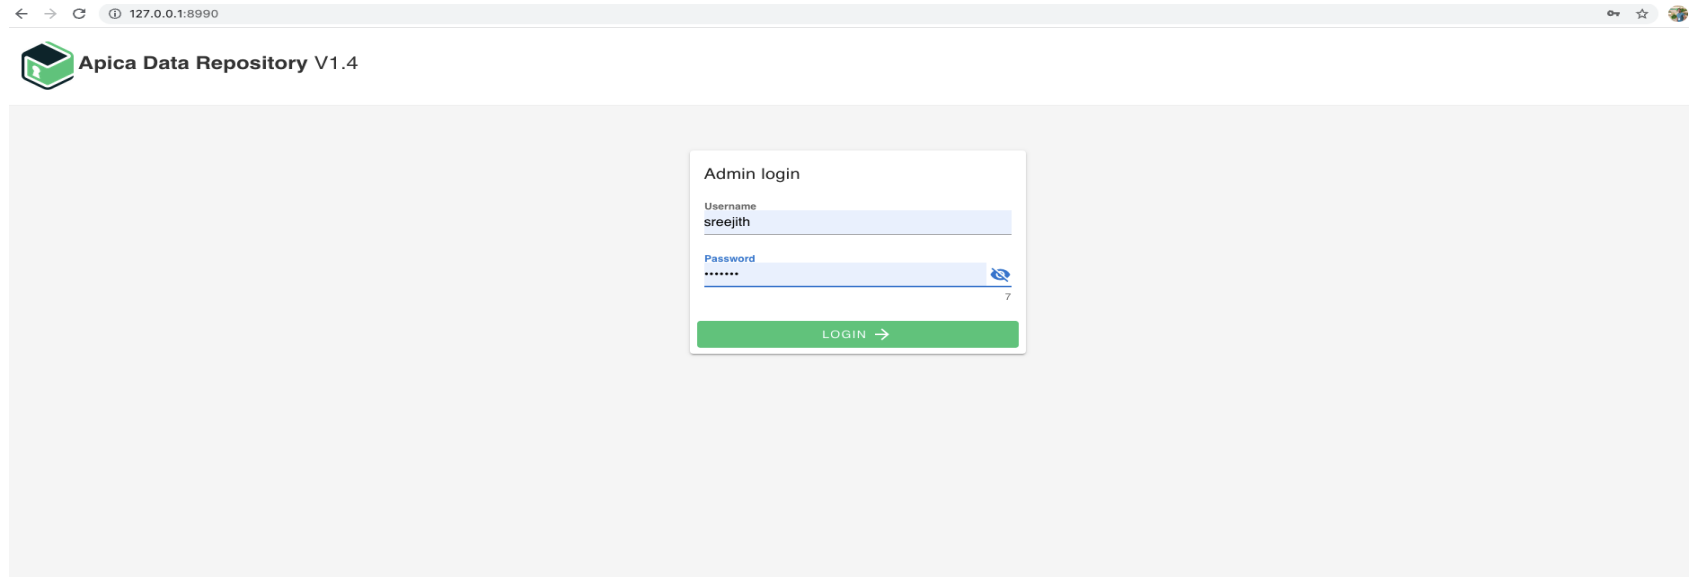 127.0.0.1:8990
Apica Data Repository V1.4
Admin login
Username
sreejith
Password
•••••••
7
LOGIN →